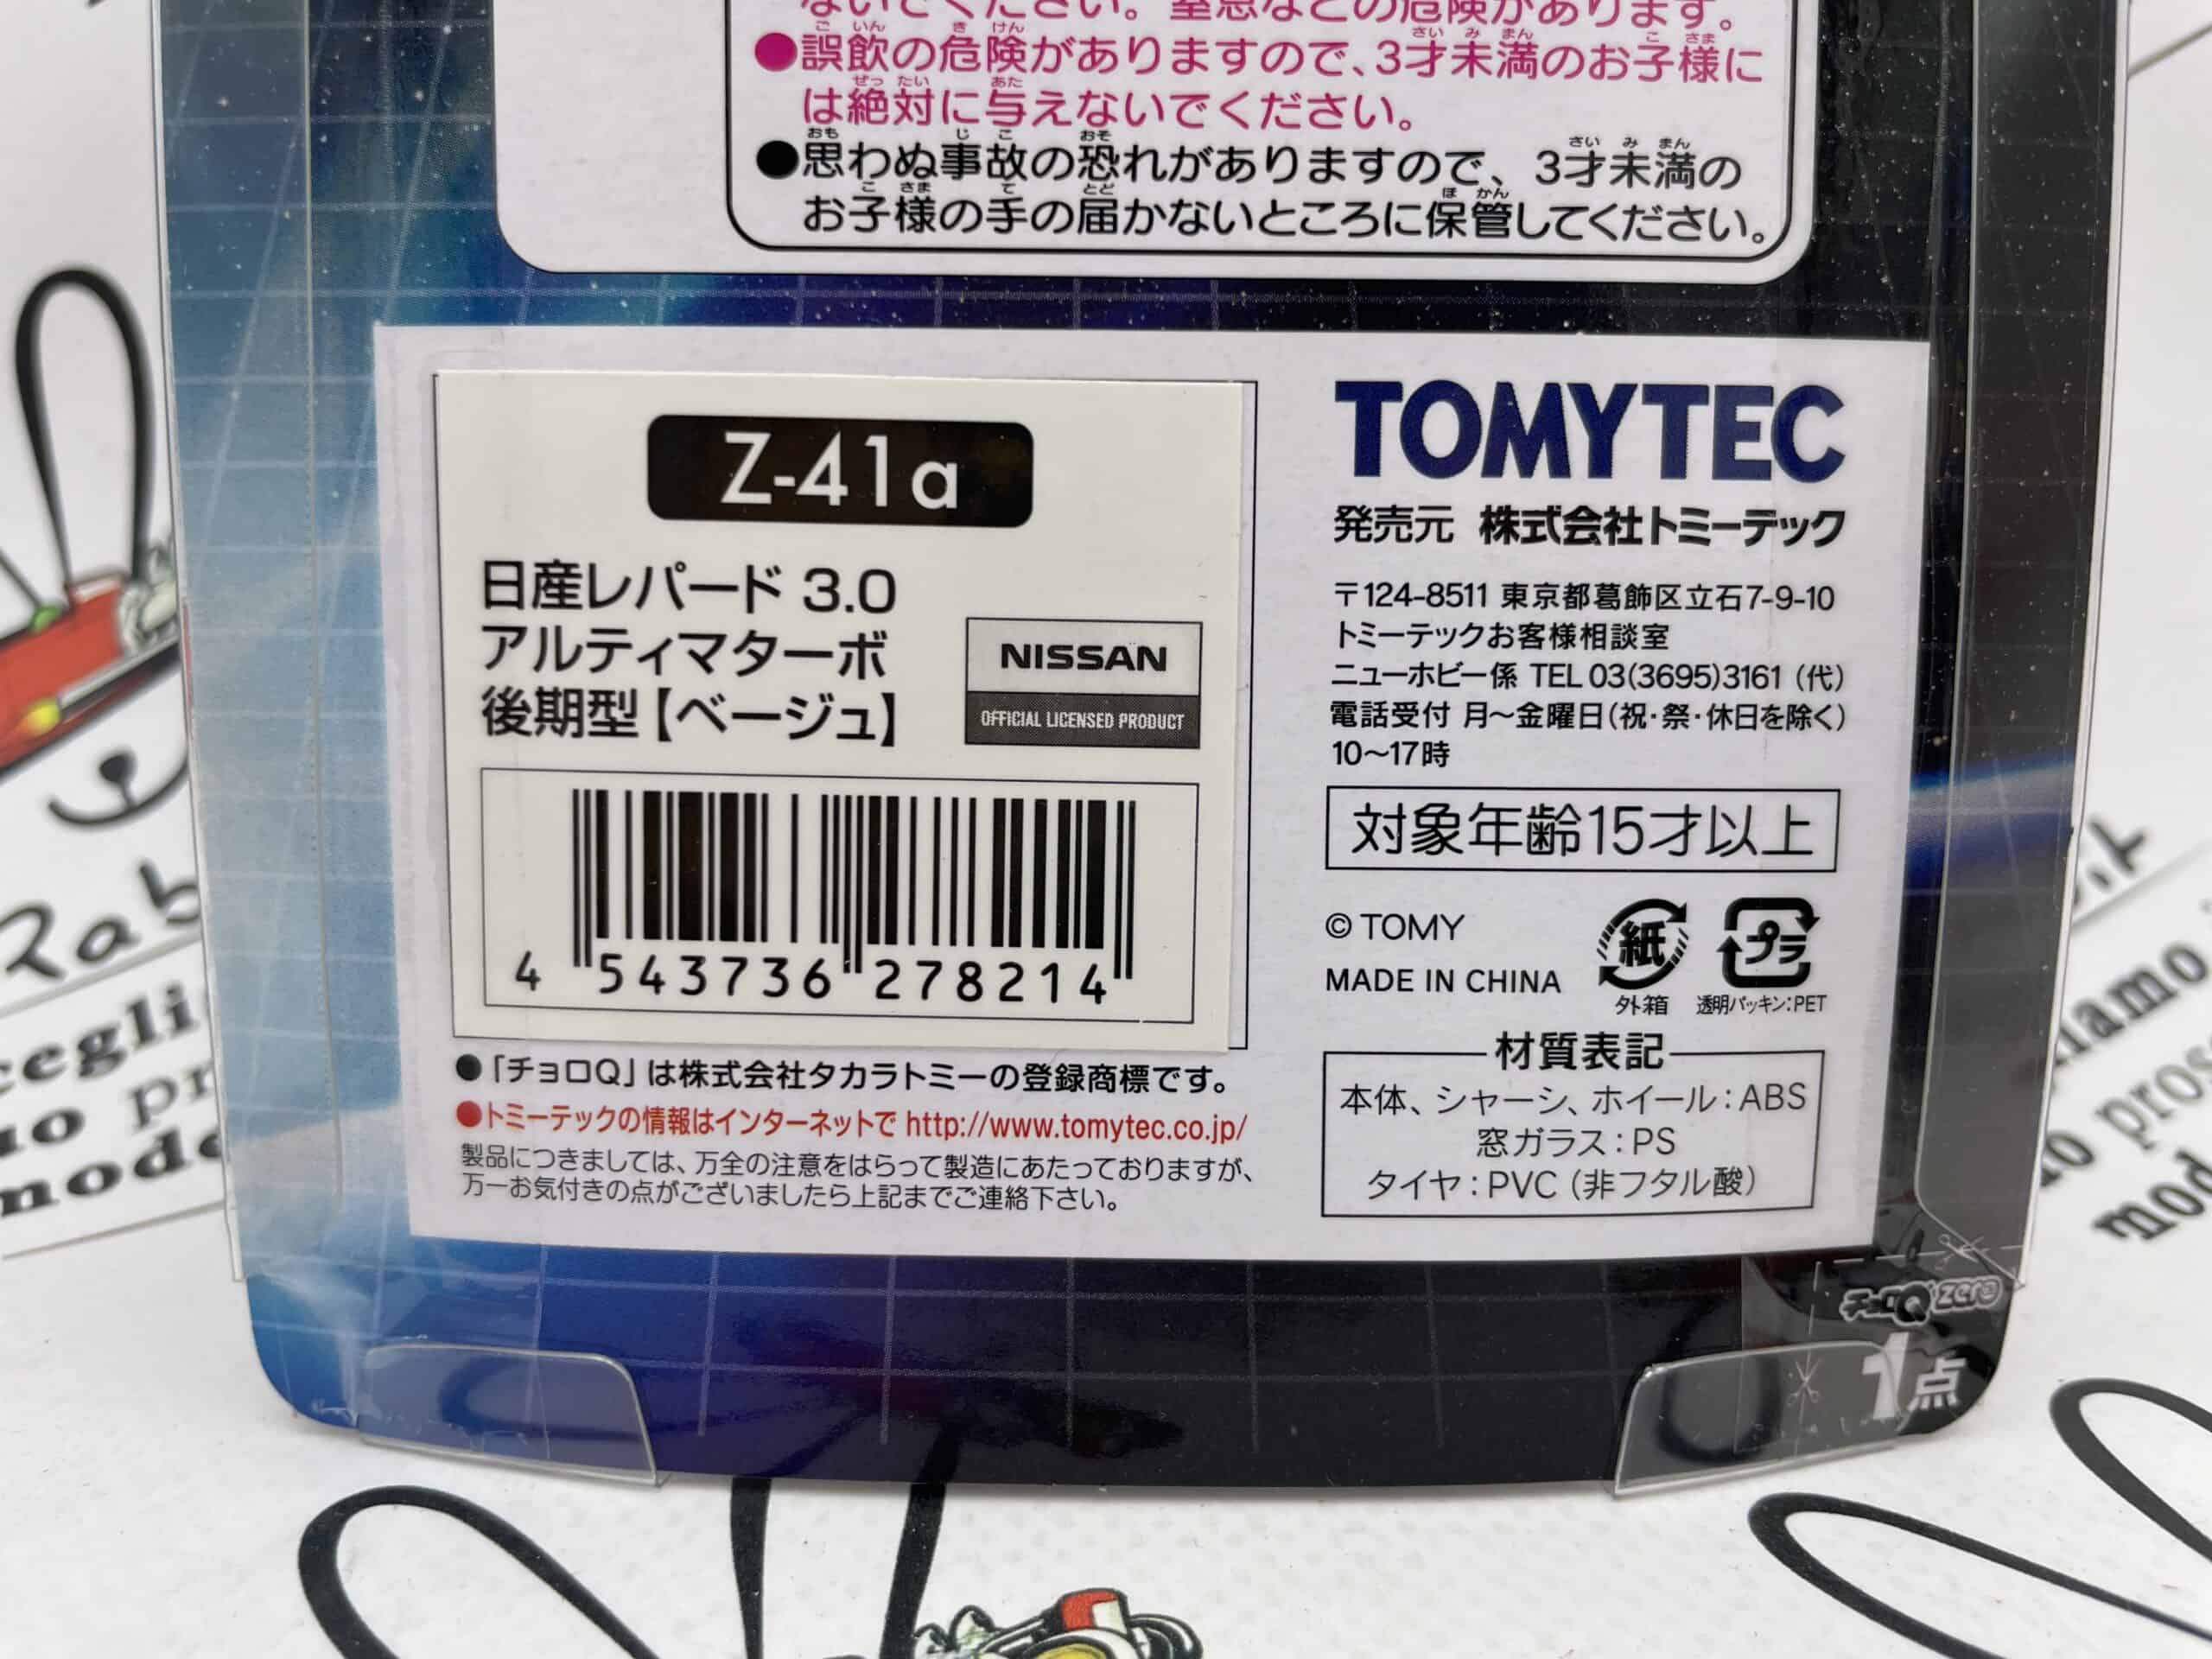 ないでください。窒息などの危険があります。
●誤飲の危険がありますので、3才未満のお子様に
は絶対に与えないでください。
●思わぬ事故の恐れがありますので、3才未満の
お子様の手の届かないところに保管してください。
Z-41a
日産レパード 3.0
アルティマターボ
後期型【ベージュ】
NISSAN
OFFICIAL LICENSED PRODUCT
4 543736 278214
●「チョロQ」は株式会社タカラトミーの登録商標です。
●トミーテックの情報はインターネットで http://www.tomytec.co.jp/
製品につきましては、万全の注意をはらって製造にあたっておりますが、
万一お気付きの点がございましたら上記までご連絡下さい。
TOMYTEC
発売元 株式会社トミーテック
〒124-8511 東京都葛飾区立石7-9-10
トミーテックお客様相談室
ニューホビー係 TEL 03(3695)3161 (代)
電話受付 月〜金曜日(祝・祭・休日を除く)
10〜17時
対象年齢15才以上
© TOMY
MADE IN CHINA
紙
外箱
プラ
透明パッキン:PET
材質表記
本体、シャーシ、ホイール:ABS
窓ガラス:PS
タイヤ:PVC (非フタル酸)
チョロQ zero
1点